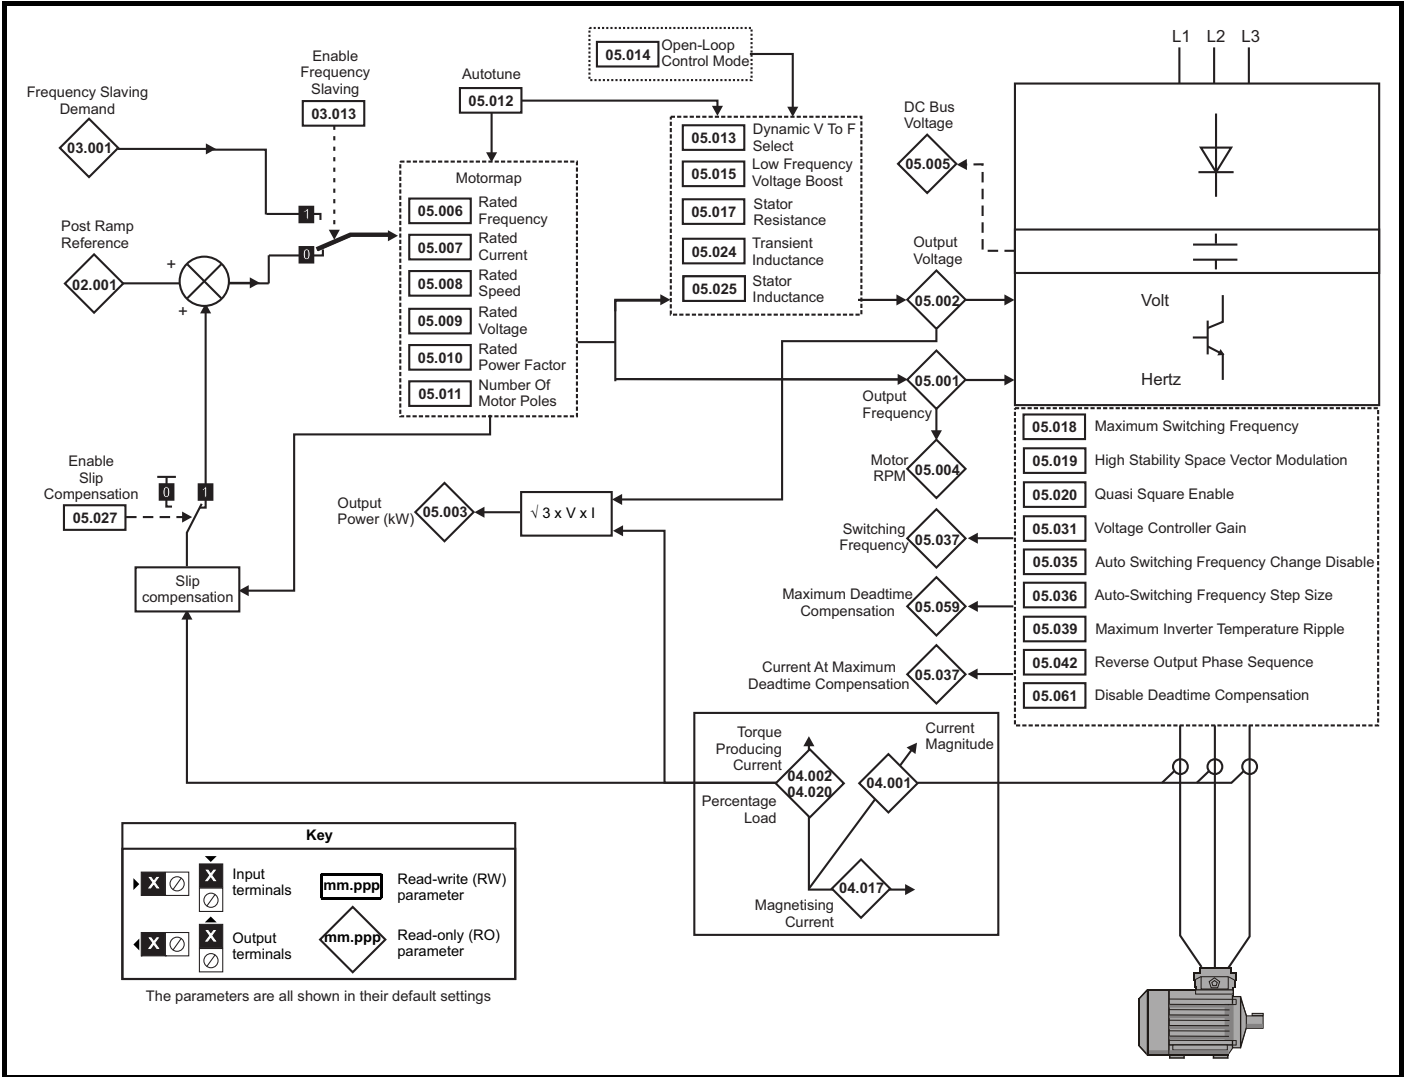 L1 L2 L3
05.014
Open-Loop
Control Mode
Enable
Frequency
Slaving
03.013
Autotune
05.012
Frequency Slaving
Demand
03.001
1
0
Post Ramp
Reference
02.001
+
+
Motormap
05.006
Rated
Frequency
05.007
Rated
Current
05.008
Rated
Speed
05.009
Rated
Voltage
05.010
Rated
Power Factor
05.011
Number Of
Motor Poles
05.013
Dynamic V To F
Select
05.015
Low Frequency
Voltage Boost
05.017
Stator
Resistance
05.024
Transient
Inductance
05.025
Stator
Inductance
DC Bus
Voltage
05.005
Output
Voltage
05.002
Volt
Hertz
05.001
Output
Frequency
Motor
RPM
05.004
Enable
Slip
Compensation
05.027
0
1
Slip
compensation
Output
Power (kW)
05.003
√ 3 x V x I
Switching
Frequency
05.037
Maximum Deadtime
Compensation
05.059
Current At Maximum
Deadtime Compensation
05.037
05.018 Maximum Switching Frequency
05.019 High Stability Space Vector Modulation
05.020 Quasi Square Enable
05.031 Voltage Controller Gain
05.035 Auto Switching Frequency Change Disable
05.036 Auto-Switching Frequency Step Size
05.039 Maximum Inverter Temperature Ripple
05.042 Reverse Output Phase Sequence
05.061 Disable Deadtime Compensation
Torque
Producing
Current
04.002
04.020
Percentage
Load
Current
Magnitude
04.001
04.017
Magnetising
Current
Key
X
X
Input
terminals
mm.ppp
Read-write (RW)
parameter
X
X
Output
terminals
mm.ppp
Read-only (RO)
parameter
The parameters are all shown in their default settings